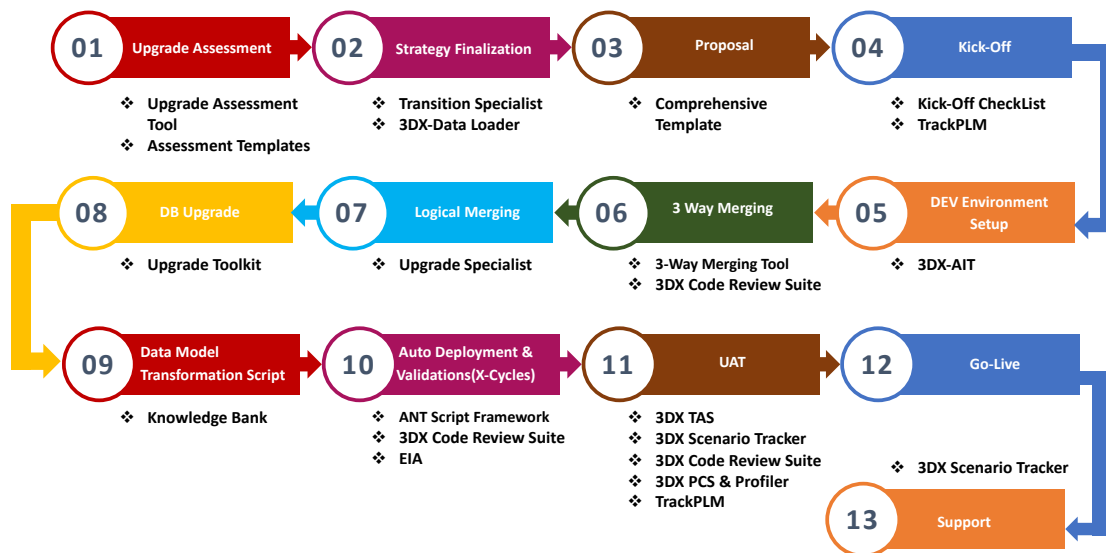 01
Upgrade Assessment
02
Strategy Finalization
03
Proposal
04
Kick-Off
❖ Upgrade Assessment
Tool
❖ Assessment Templates
❖ Transition Specialist
❖ 3DX-Data Loader
❖ Comprehensive
Template
❖ Kick-Off CheckList
❖ TrackPLM
08
DB Upgrade
07
Logical Merging
06
3 Way Merging
05
DEV Environment
Setup
❖ Upgrade Toolkit
❖ Upgrade Specialist
❖ 3-Way Merging Tool
❖ 3DX Code Review Suite
❖ 3DX-AIT
09
Data Model
Transformation Script
10
Auto Deployment &
Validations(X-Cycles)
11
UAT
12
Go-Live
❖ Knowledge Bank
❖ ANT Script Framework
❖ 3DX Code Review Suite
❖ EIA
❖ 3DX TAS
❖ 3DX Scenario Tracker
❖ 3DX Code Review Suite
❖ 3DX PCS & Profiler
❖ TrackPLM
❖ 3DX Scenario Tracker
13
Support